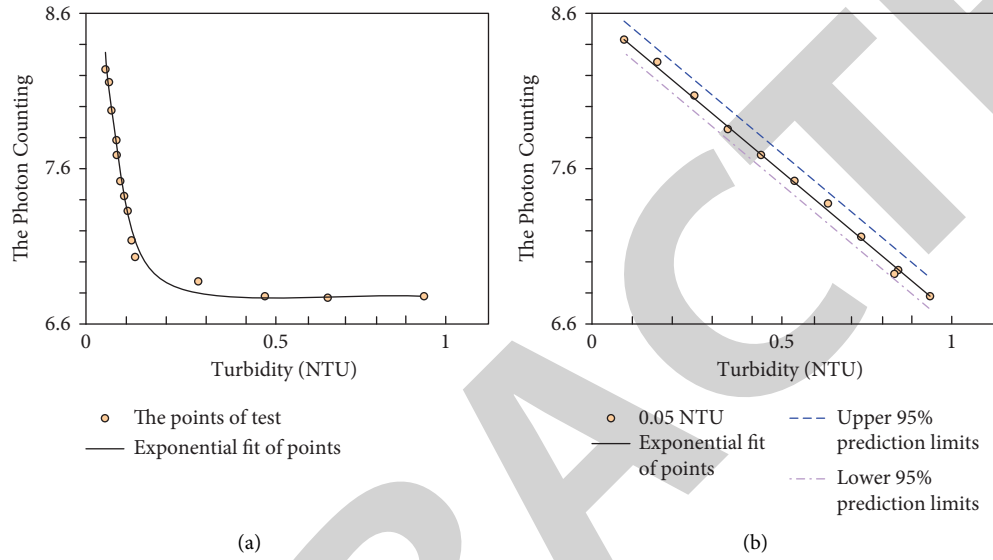 8.6
7.6
6.6
The Photon Counting
0
0.5
1
Turbidity (NTU)
The points of test
Exponential fit of points
(a)
8.6
7.6
6.6
The Photon Counting
0
0.5
1
Turbidity (NTU)
0.05 NTU
Exponential fit
of points
Upper 95%
prediction limits
Lower 95%
prediction limits
(b)